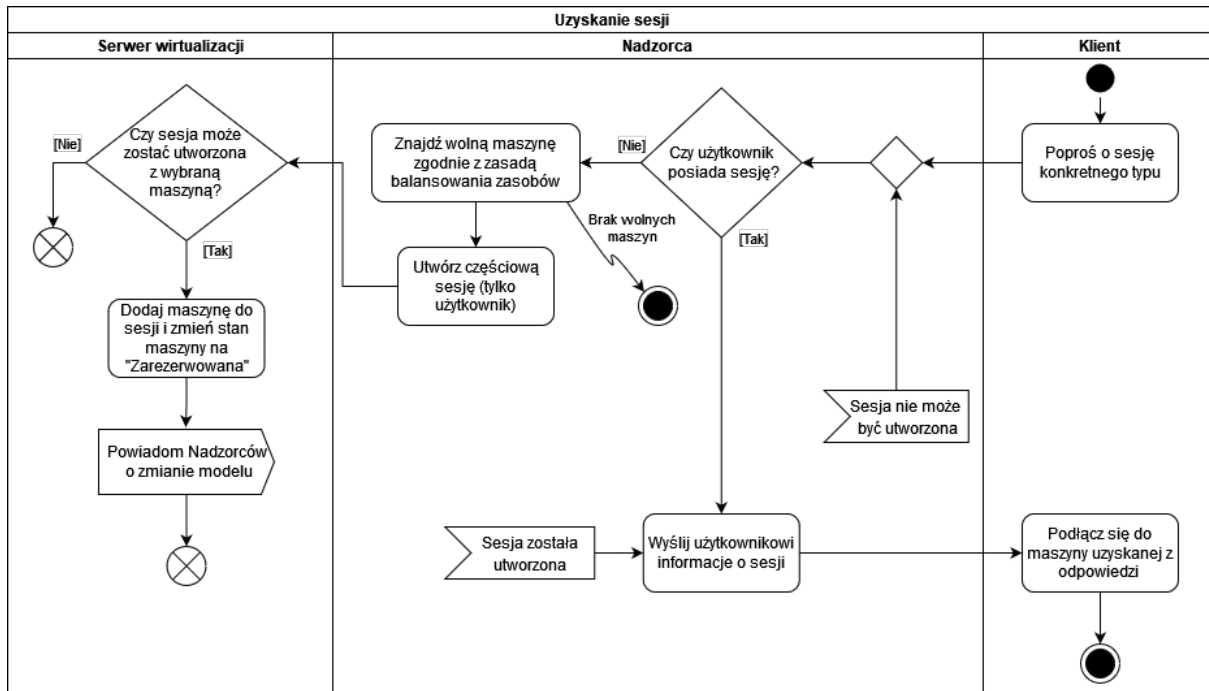 Uzyskanie sesji
Serwer wirtualizacji
Nadzorca
Klient
[Nie]
Czy sesja może
zostać utworzona
z wybraną
maszyną?
[Tak]
Dodaj maszynę do
sesji i zmień stan
maszyny na
"Zarezerwowana"
Powiadom Nadzorców
o zmianie modelu
Znajdź wolną maszynę
zgodnie z zasadą
balansowania zasobów
[Nie]
Czy użytkownik
posiada sesję?
Brak wolnych
maszyn
[Tak]
Utwórz częściową
sesję (tylko
użytkownik)
Sesja nie może
być utworzona
Sesja została
utworzona
Wyślij użytkownikowi
informacje o sesji
Poproś o sesję
konkretnego typu
Podłącz się do
maszyny uzyskanej z
odpowiedzi